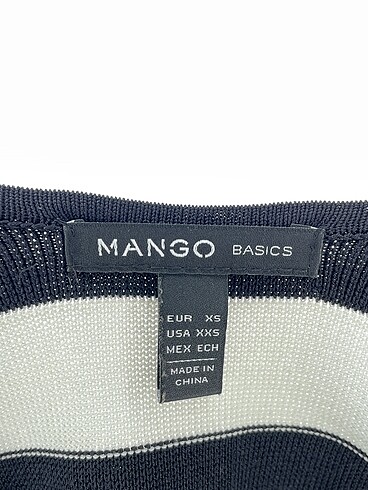 MANGO BASICS
EUR XS
USA XXS
MEX ECH
MADE IN
CHINA